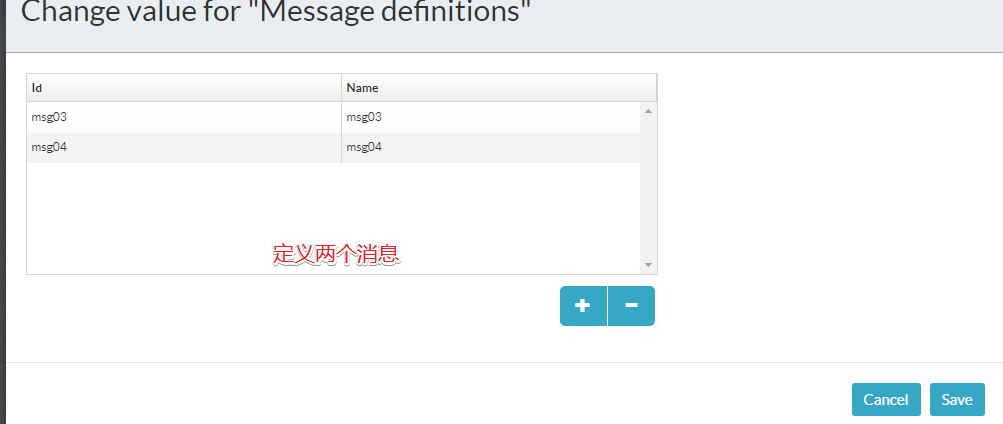 Change value for "Message definitions"
Id Name
msg03 msg03
msg04 msg04
定义两个消息
Cancel Save